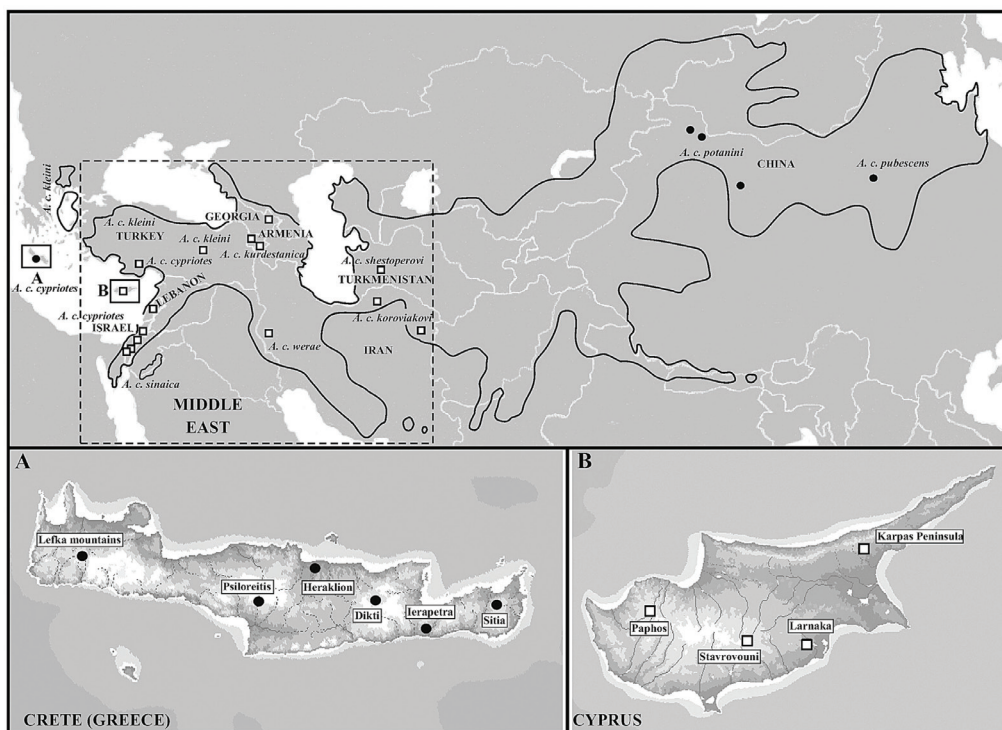 A. c. kleini
A. c. potanini
CHINA
A. c. pubescens
GEORGIA
A. c. kleini
TURKEY
A. c. kleini
ARMENIA
A. c. kurdestanica
A. c. shestoperovi
TURKMENISTAN
A
A. c. cypriotes
A. c. cypriotes
B
LEBANON
A. c. cypriotes
ISRAEL
A. c. koroviakovi
A. c. werae
IRAN
A. c. sinaica
MIDDLE
EAST
A
Lefka mountains
Psiloreitis
Heraklion
Dikti
Ierapetra
Sitia
CRETE (GREECE)
B
Karpas Peninsula
Paphos
Stavrovouni
Larnaka
CYPRUS